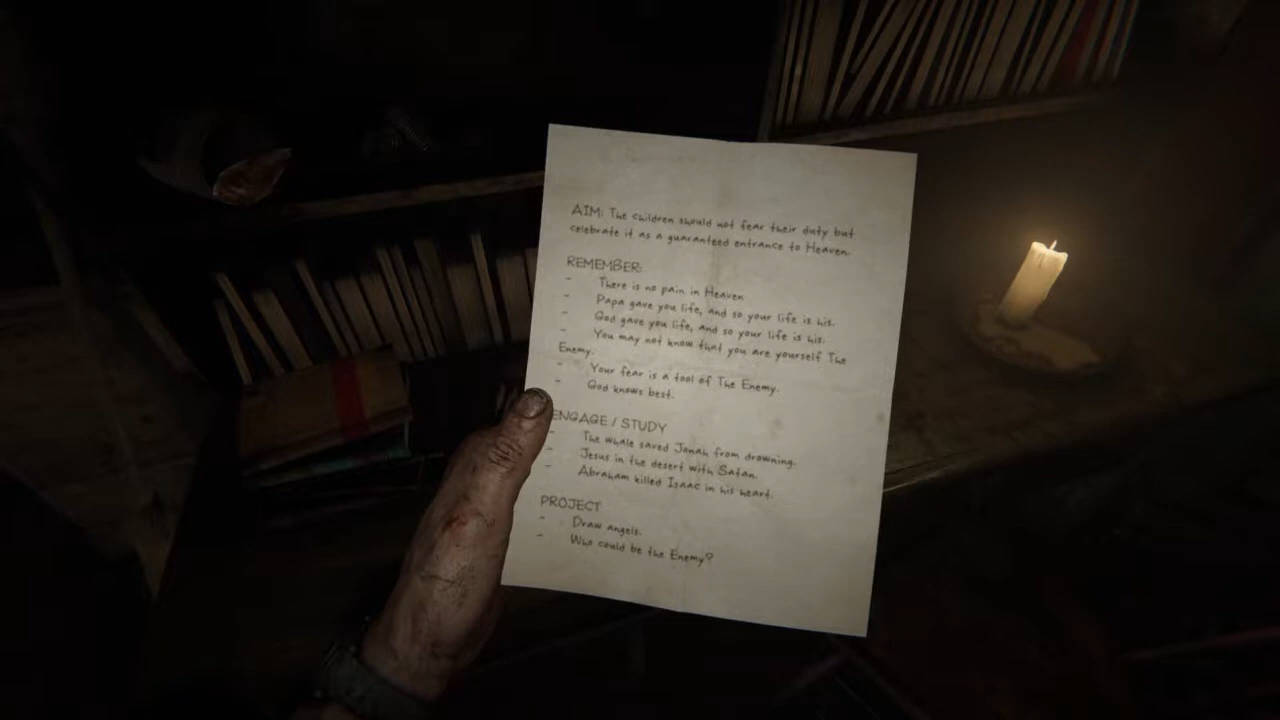 AIM: The children should not fear their duty but
celebrate it as a guaranteed entrance to Heaven.
REMEMBER:
- There is no pain in Heaven
- Papa gave you life, and so your life is his.
- God gave you life, and so your life is his.
- You may not know that you are yourself The
Enemy.
- Your fear is a tool of The Enemy.
- God knows best.
ENGAGE / STUDY
- The whale saved Jonah from drowning.
- Jesus in the desert with Satan.
- Abraham killed Isaac in his heart.
PROJECT
- Draw angels.
- Who could be the Enemy?